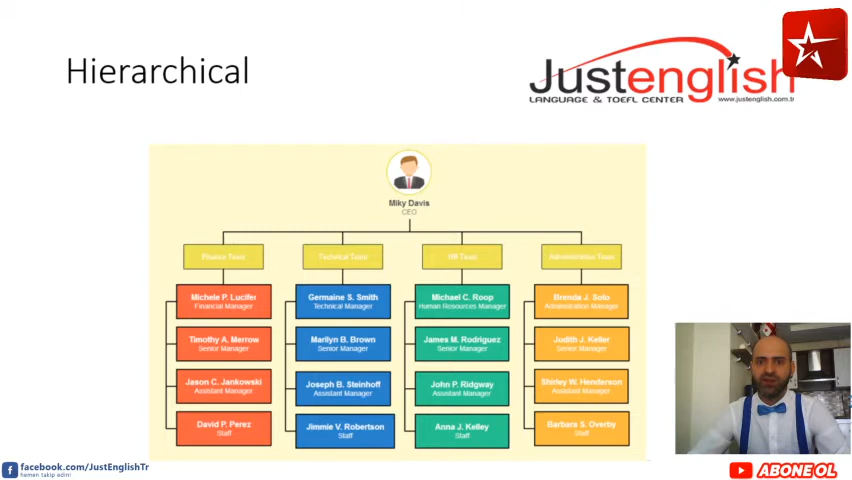 Hierarchical
Justenglish
LANGUAGE & TOEFL CENTER
www.justenglish.com.tr
Miky Davis
CEO
Finance Team
Technical Team
HR Team
Administration Team
Michele P. Lucifer
Financial Manager
Germaine S. Smith
Technical Manager
Michael C. Roop
Human Resources Manager
Brenda J. Soto
Administration Manager
Timothy A. Merrow
Senior Manager
Marilyn B. Brown
Senior Manager
James M. Rodriguez
Senior Manager
Judith J. Keller
Senior Manager
Jason C. Jankowski
Assistant Manager
Joseph B. Steinhoff
Assistant Manager
John P. Ridgway
Assistant Manager
Shirley W. Henderson
Assistant Manager
David P. Perez
Staff
Jimmie V. Robertson
Staff
Anna J. Kelley
Staff
Barbara S. Overby
Staff
facebook.com/JustEnglishTr
hemen takip edin!
ABONE OL